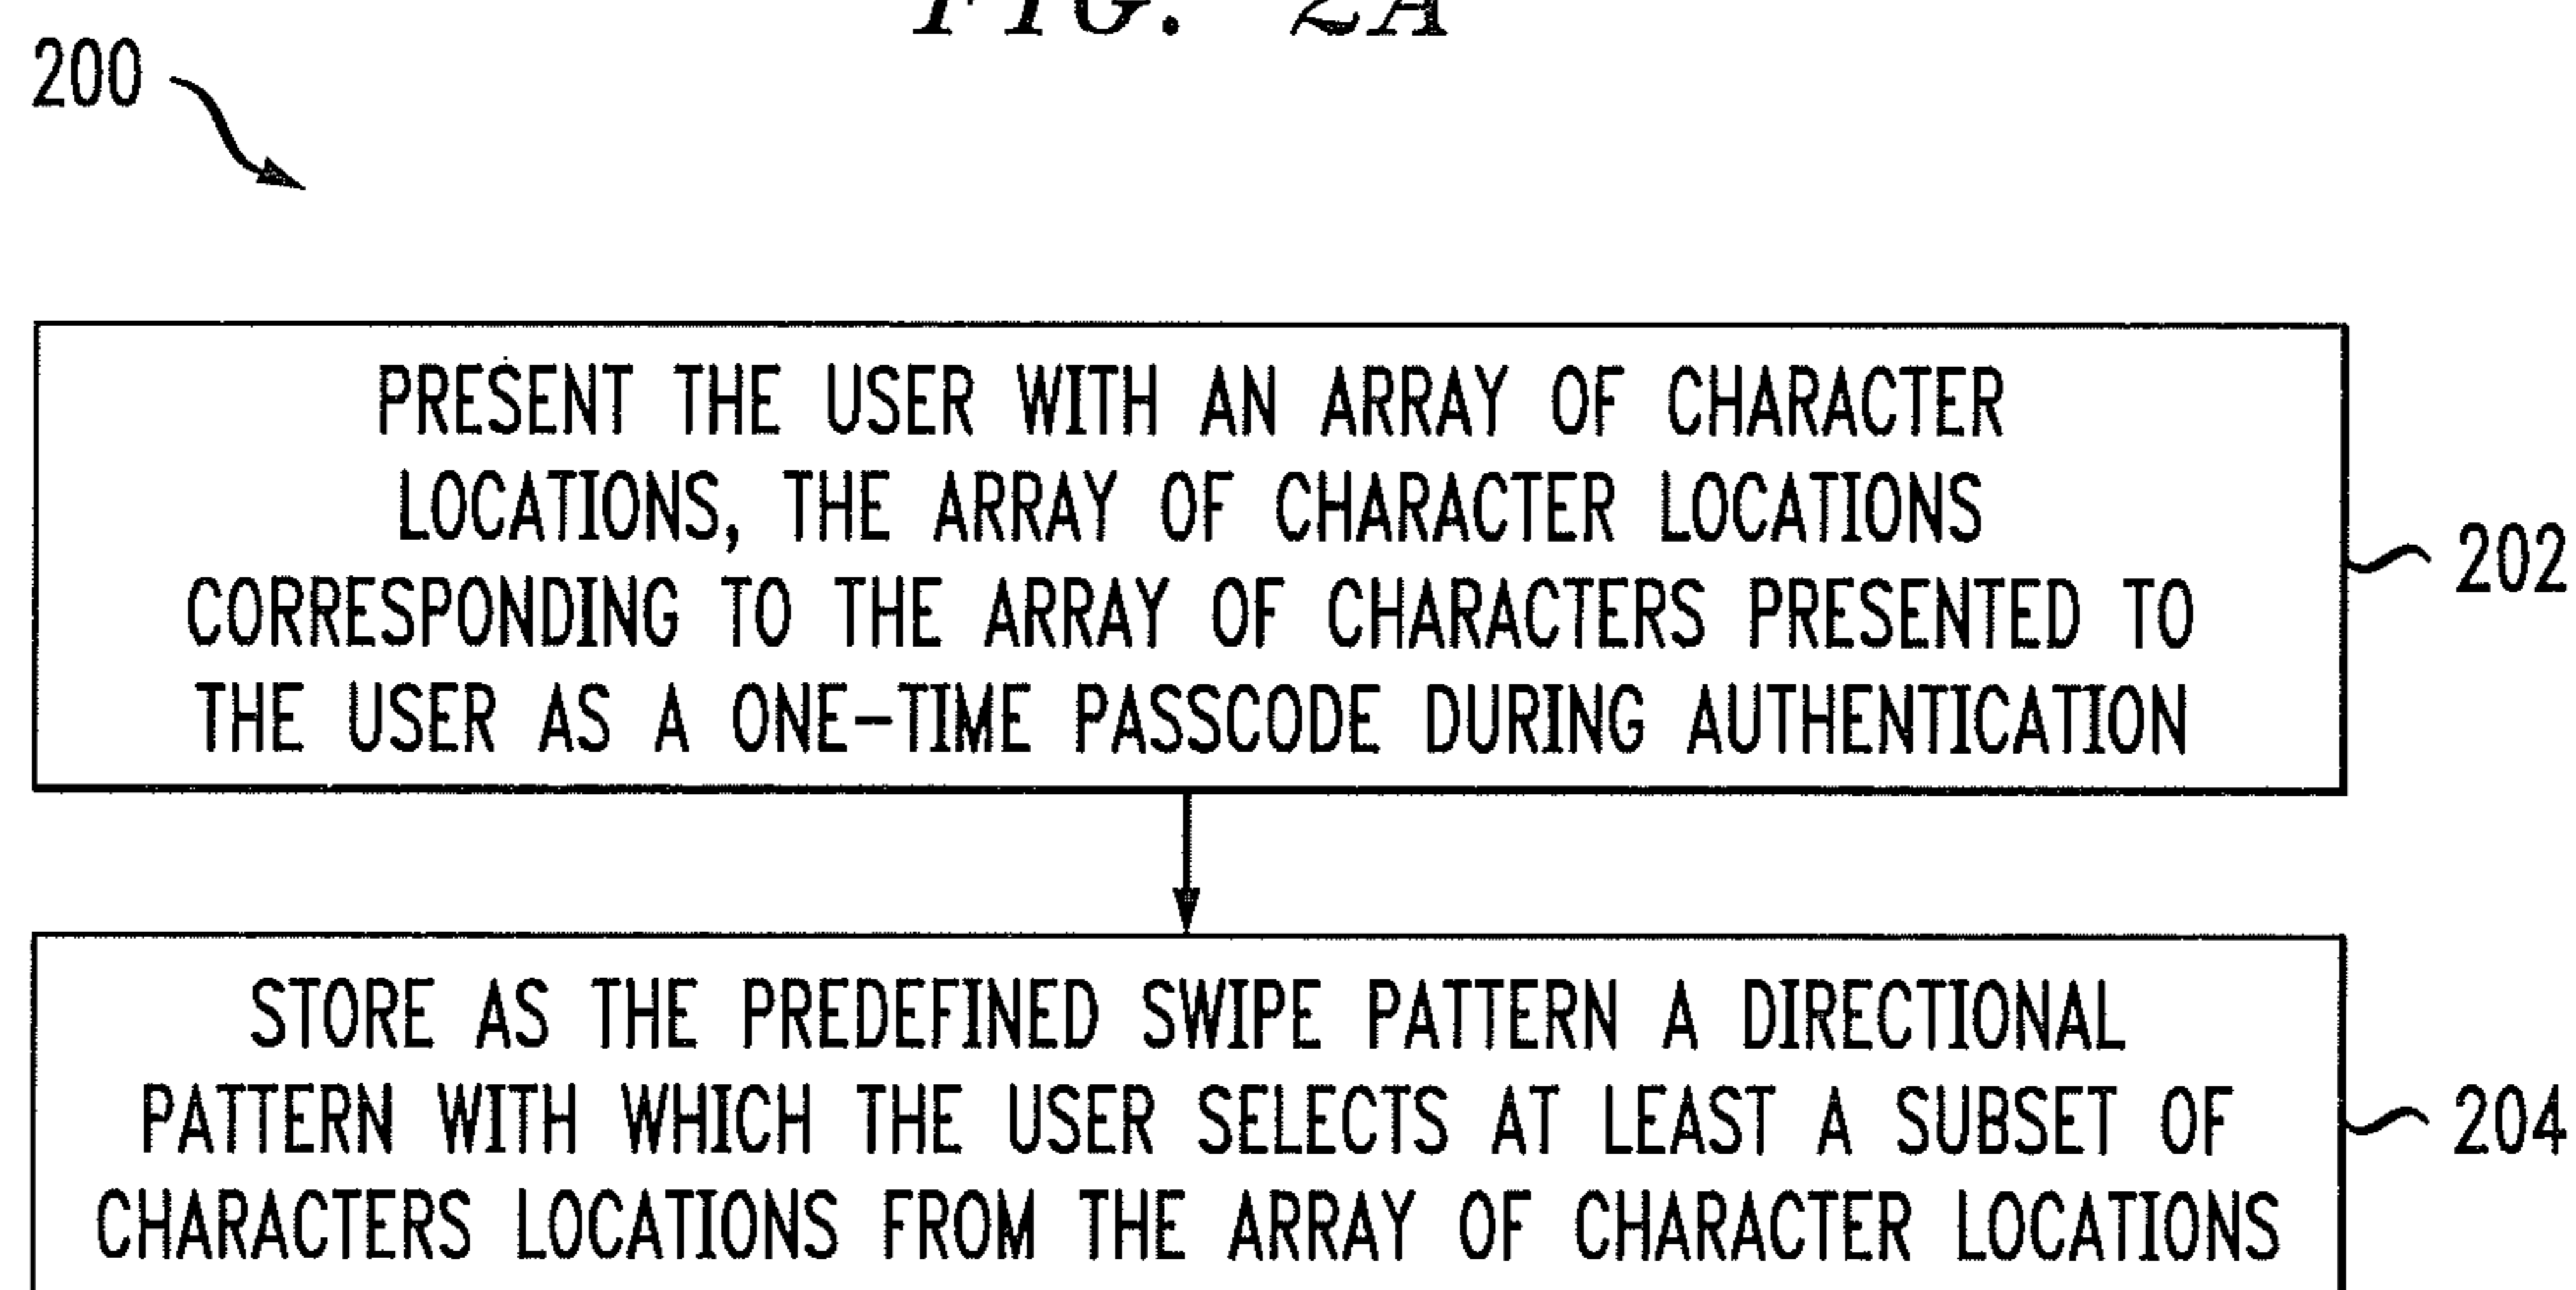 FIG. 2A
200
PRESENT THE USER WITH AN ARRAY OF CHARACTER
LOCATIONS, THE ARRAY OF CHARACTER LOCATIONS
CORRESPONDING TO THE ARRAY OF CHARACTERS PRESENTED TO
THE USER AS A ONE-TIME PASSCODE DURING AUTHENTICATION
202
STORE AS THE PREDEFINED SWIPE PATTERN A DIRECTIONAL
PATTERN WITH WHICH THE USER SELECTS AT LEAST A SUBSET OF
CHARACTERS LOCATIONS FROM THE ARRAY OF CHARACTER LOCATIONS
204